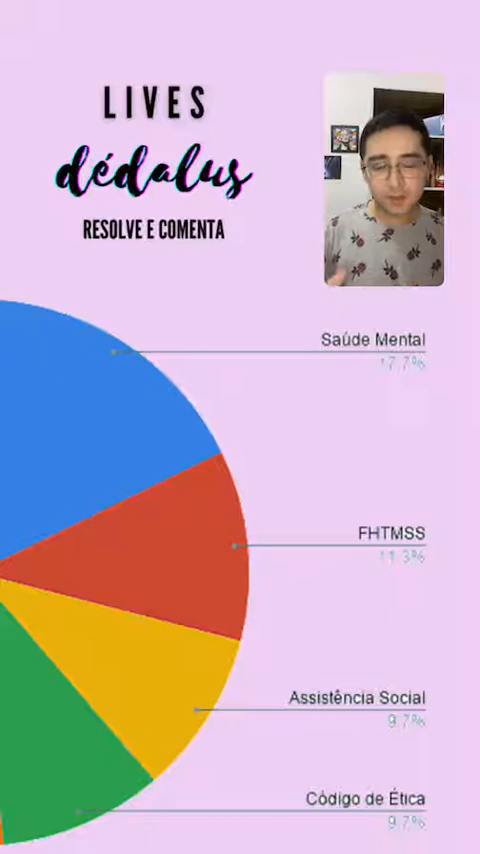 LIVES
dédalus
RESOLVE E COMENTA
Saúde Mental
17.7%
FHTMSS
11.3%
Assistência Social
9.7%
Código de Ética
9.7%